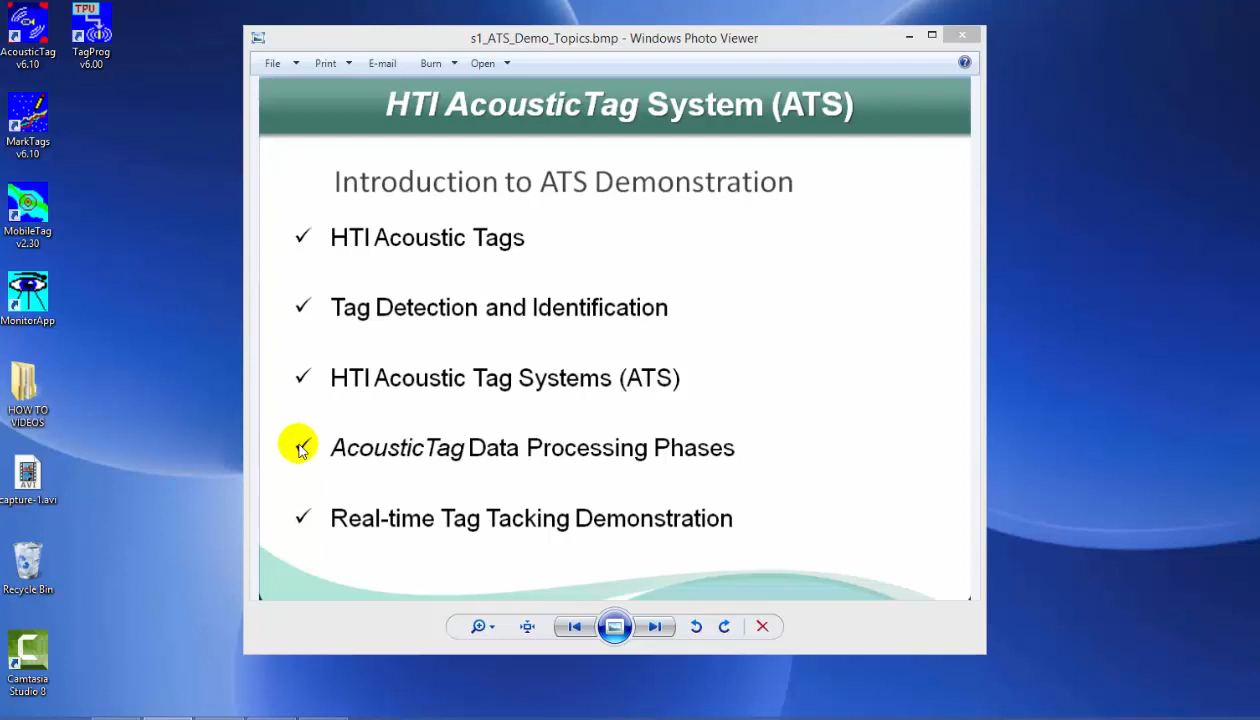 TPU
AcousticTag
v6.10
TagProg
v6.00
MarkTags
v6.10
MobileTag
v2.30
MonitorApp
HOW TO
VIDEOS
AVI
capture-1.avi
Recycle Bin
Camtasia
Studio 8
s1_ATS_Demo_Topics.bmp - Windows Photo Viewer
File Print E-mail Burn Open
HTI AcousticTag System (ATS)
Introduction to ATS Demonstration
✓ HTI Acoustic Tags
✓ Tag Detection and Identification
✓ HTI Acoustic Tag Systems (ATS)
✓ AcousticTag Data Processing Phases
✓ Real-time Tag Tacking Demonstration